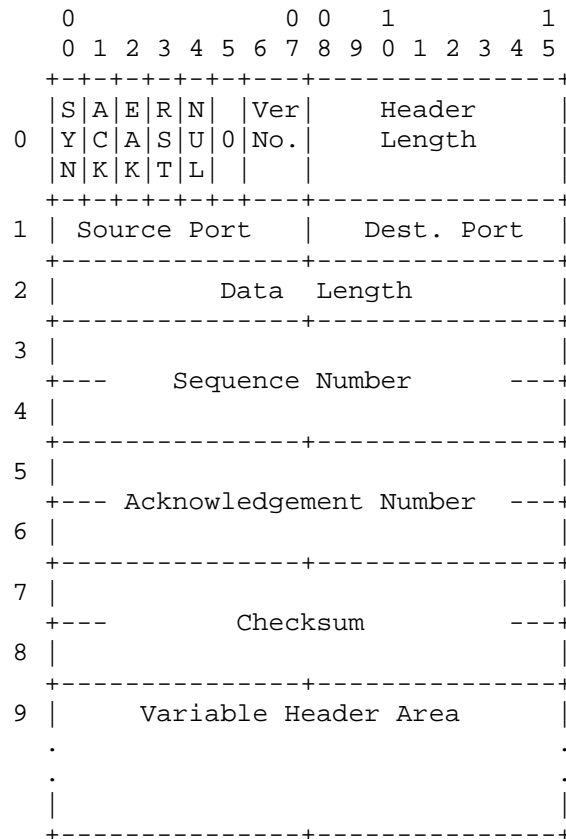 0             0 0   1         1
             0 1 2 3 4 5 6 7 8 9 0 1 2 3 4 5
            +-+-+-+-+-+-+---+---------------+
            |S|A|E|R|N| |Ver|    Header     |
          0 |Y|C|A|S|U|0|No.|    Length     |
            |N|K|K|T|L| |   |               |
            +-+-+-+-+-+-+---+---------------+
          1 | Source Port   |   Dest. Port  |
            +---------------+---------------+
          2 |          Data  Length         |
            +---------------+---------------+
          3 |                               |
            +---    Sequence Number      ---+
          4 |                               |
            +---------------+---------------+
          5 |                               |
            +--- Acknowledgement Number  ---+
          6 |                               |
            +---------------+---------------+
          7 |                               |
            +---        Checksum         ---+
          8 |                               |
            +---------------+---------------+
          9 |     Variable Header Area      |
            .                               .
            .                               .
            |                               |
            +---------------+---------------+